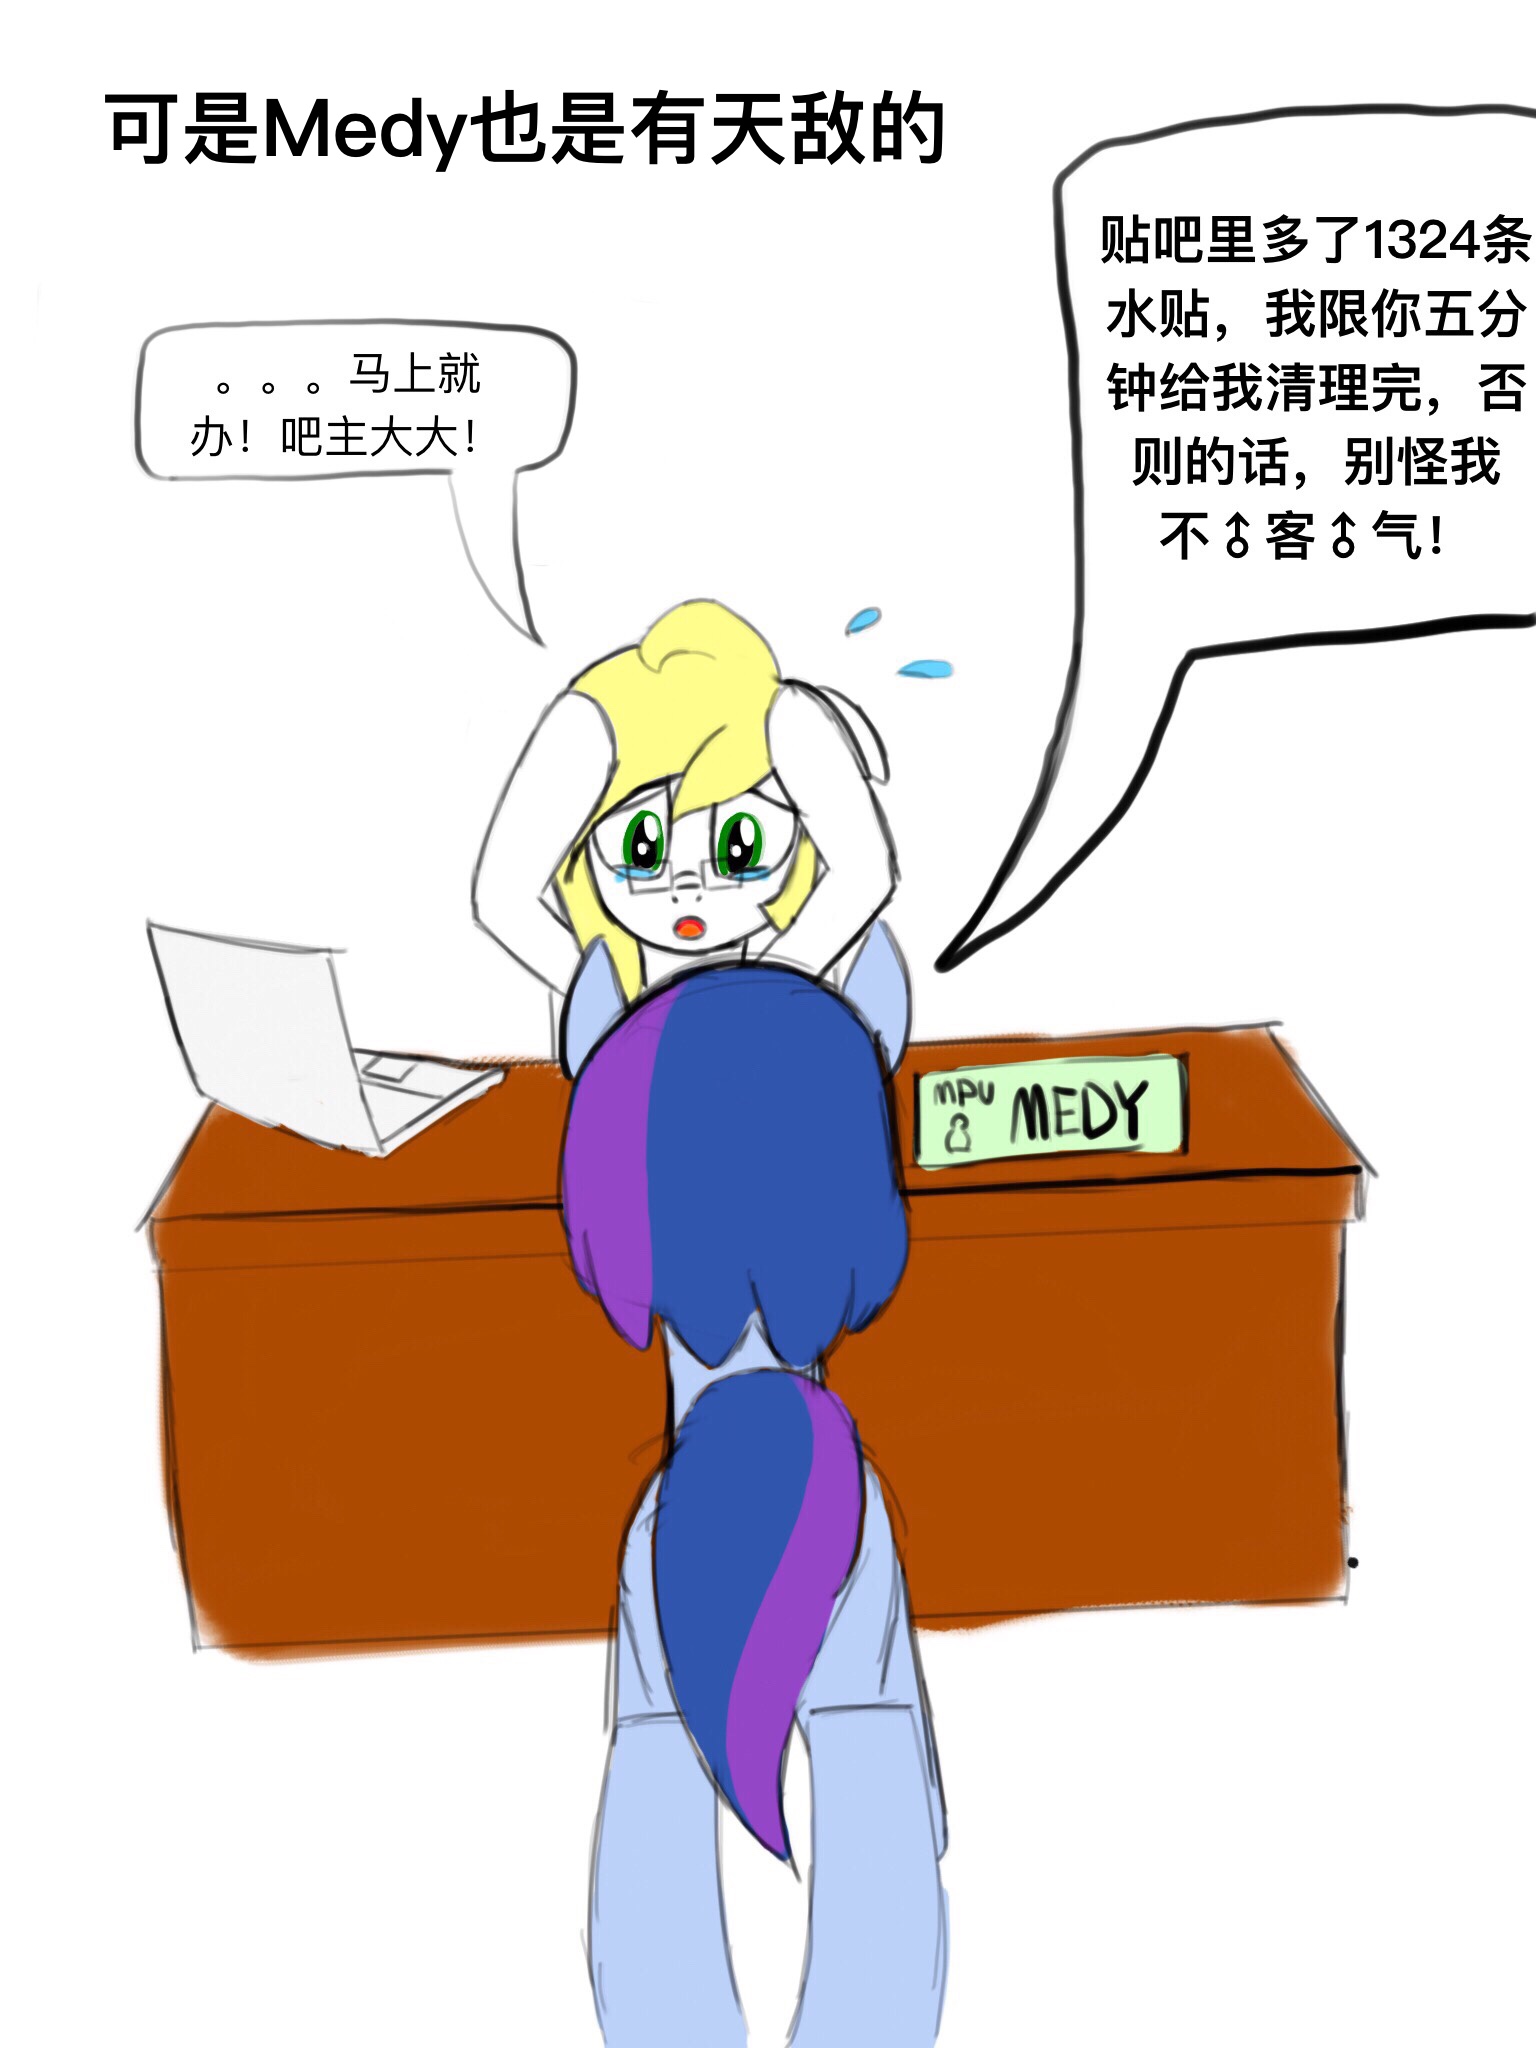 可是Medy也是有天敌的
贴吧里多了1324条
水贴，我限你五分
钟给我清理完，否
则的话，别怪我
不⚨客⚨气！
。。。马上就
办！吧主大大！
MPU
MEDY